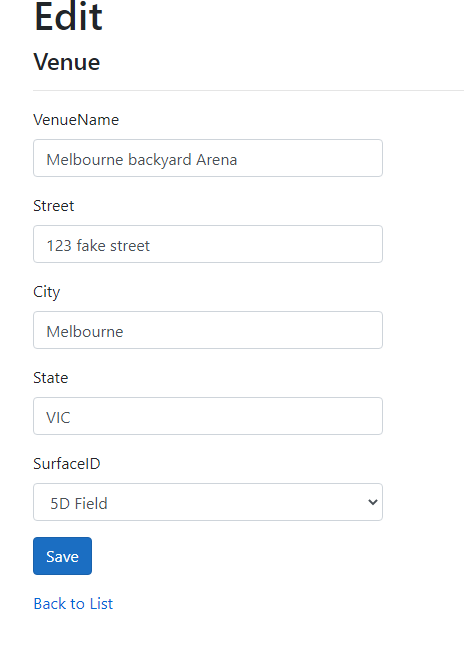 Edit
Venue
VenueName
Melbourne backyard Arena
Street
123 fake street
City
Melbourne
State
VIC
SurfaceID
5D Field
Save
Back to List